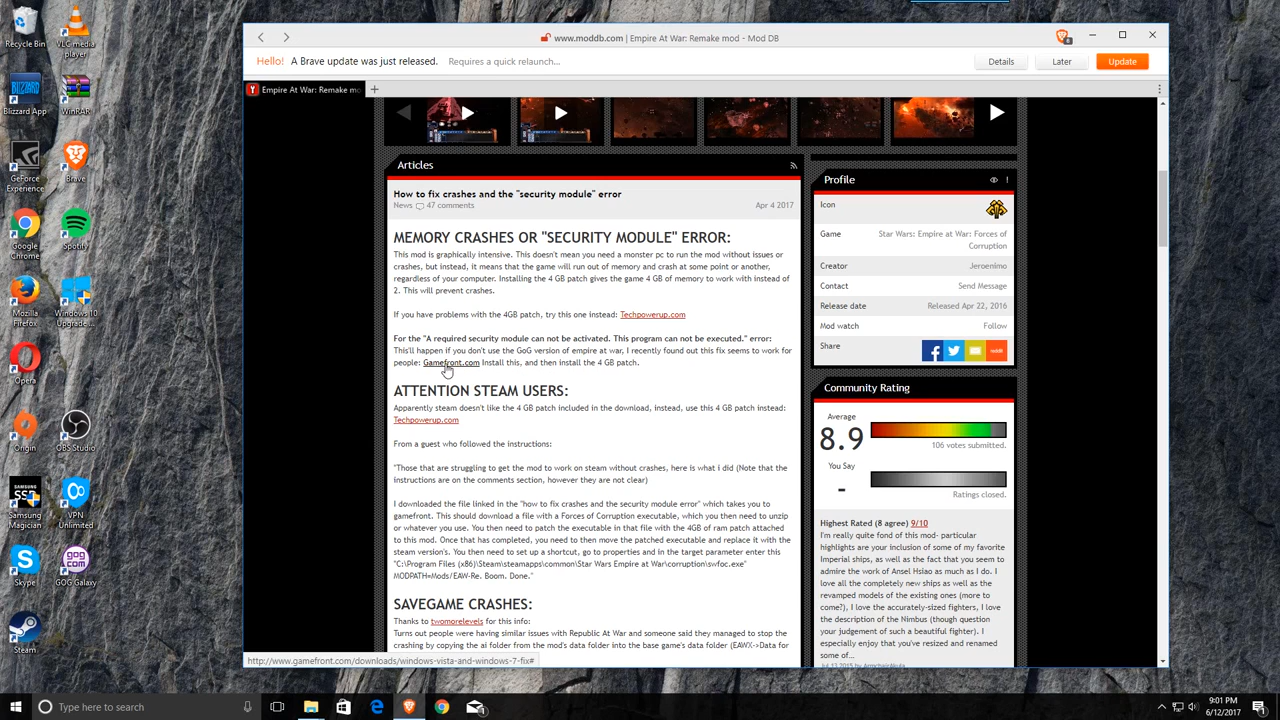 Recycle Bin
VLC media
player
Blizzard App
WinRAR
GeForce
Experience
Brave
Google
Chrome
Spotify
Mozilla
Firefox
Windows 10
Upgrade...
Opera
Origin
OBS Studio
Samsung
Magician
VPN
Unlimited
Skype
GOG Galaxy
Steam
www.moddb.com | Empire At War: Remake mod - Mod DB
8
Hello! A Brave update was just released. Requires a quick relaunch...
Details
Later
Update
Empire At War: Remake mo
Articles
How to fix crashes and the "security module" error
News 47 comments
Apr 4 2017
MEMORY CRASHES OR "SECURITY MODULE" ERROR:
This mod is graphically intensive. This doesn't mean you need a monster pc to run the mod without issues or
crashes, but instead, it means that the game will run out of memory and crash at some point or another,
regardless of your computer. Installing the 4 GB patch gives the game 4 GB of memory to work with instead of
2. This will prevent crashes.
If you have problems with the 4GB patch, try this one instead: Techpowerup.com
For the "A required security module can not be activated. This program can not be executed." error:
This'll happen if you don't use the GoG version of empire at war, I recently found out this fix seems to work for
people: Gamefront.com Install this, and then install the 4 GB patch.
ATTENTION STEAM USERS:
Apparently steam doesn't like the 4 GB patch included in the download, instead, use this 4 GB patch instead:
Techpowerup.com
From a guest who followed the instructions:
"Those that are struggling to get the mod to work on steam without crashes, here is what i did (Note that the
instructions are on the comments section, however they are not clear)
I downloaded the file linked in the "how to fix crashes and the security module error" which takes you to
gamefront. This should download a file with a Forces of Corruption executable, which you then need to unzip
or whatever you use. You then need to patch the executable in that file with the 4GB of ram patch attached
to this mod. Once that has completed, you need to then move the patched executable and replace it with the
steam version's. You then need to set up a shortcut, go to properties and in the target parameter enter this
"C:\Program Files (x86)\Steam\steamapps\common\Star Wars Empire at War\corruption\swfoc.exe"
MODPATH=Mods/EAW-Re. Boom. Done."
SAVEGAME CRASHES:
Thanks to twomorelevels for this info:
Turns out people were having similar issues with Republic At War and someone said they managed to stop the
crashing by copying the ai folder from the mod's data folder into the base game's data folder (EAWX->Data for
Profile
Icon
Game
Star Wars: Empire at War: Forces of
Corruption
Creator
Jeroenimo
Contact
Send Message
Release date
Released Apr 22, 2016
Mod watch
Follow
Share
reddit
Community Rating
Average
8.9
106 votes submitted.
You Say
-
Ratings closed.
Highest Rated (8 agree) 9/10
I'm really quite fond of this mod- particular
highlights are your inclusion of some of my favorite
Imperial ships, as well as the fact that you seem to
admire the work of Ansel Hsiao as much as I do. I
love all the completely new ships as well as the
revamped models of the existing ones (more to
come?), I love the accurately-sized fighters, I love
the description of the Nimbus (though question
your judgement of such a beautiful fighter). I
especially enjoy that you've resized and renamed
some of...
Jul 13 2015 by ArmchairAkula
http://www.gamefront.com/downloads/windows-vista-and-windows-7-fix#
Type here to search
9:01 PM
6/12/2017